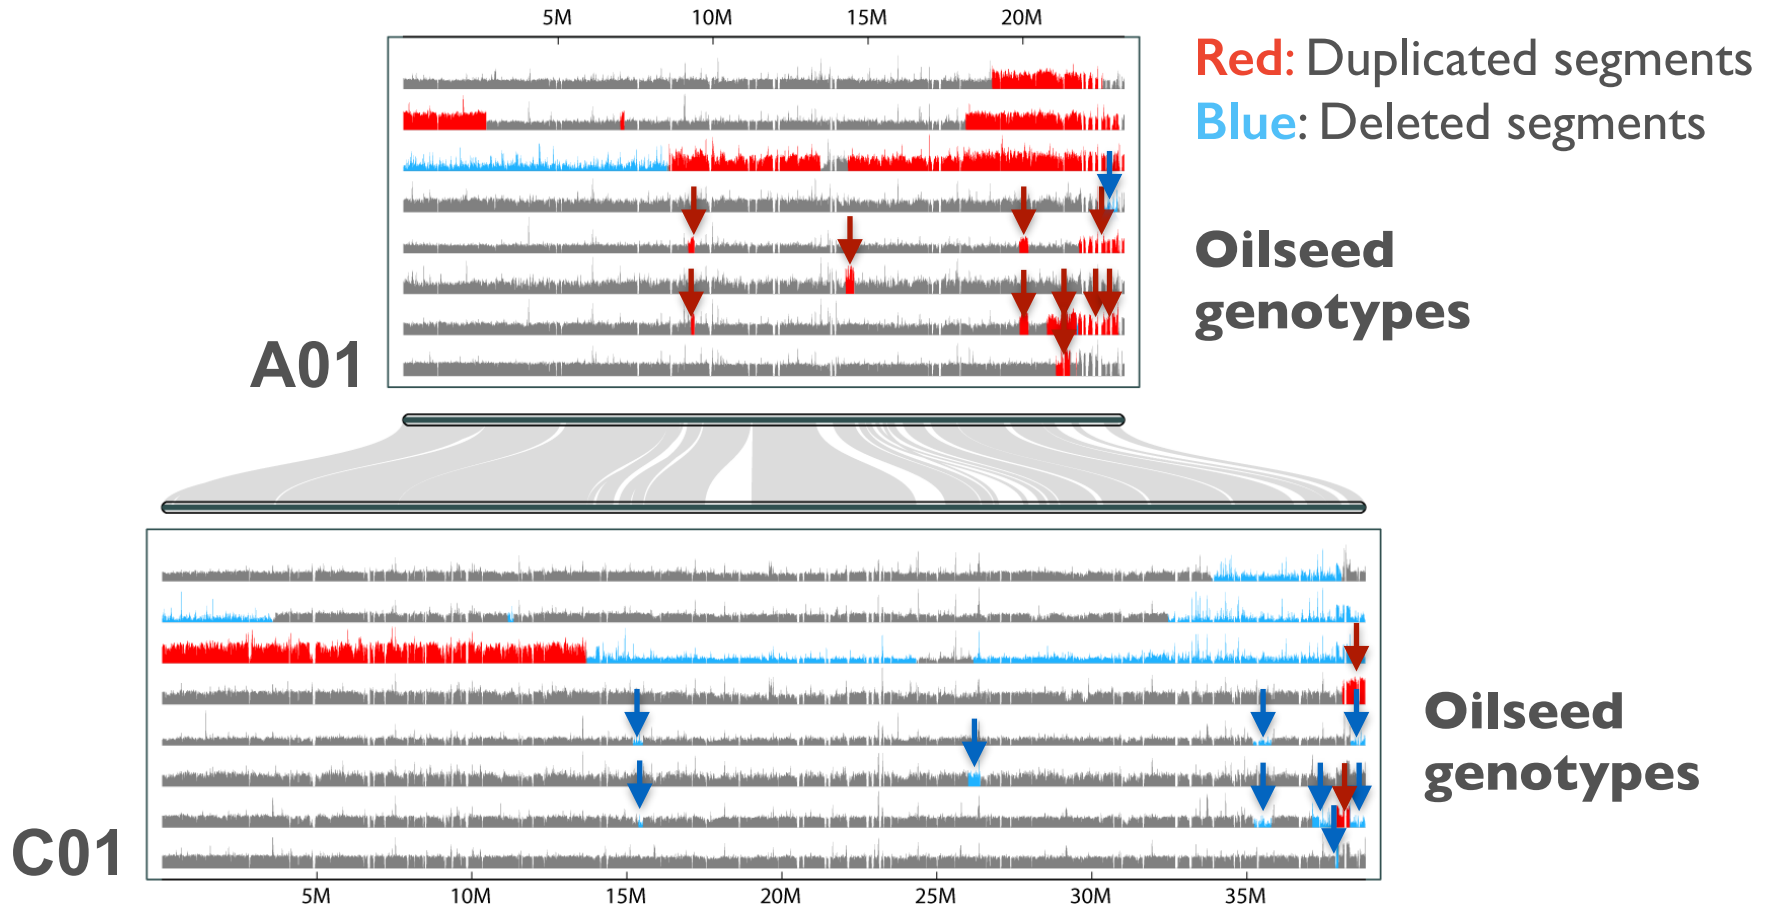 5M 10M 15M 20M
Red: Duplicated segments
Blue: Deleted segments
Oilseed
genotypes
A01
Oilseed
genotypes
C01
5M 10M 15M 20M 25M 30M 35M